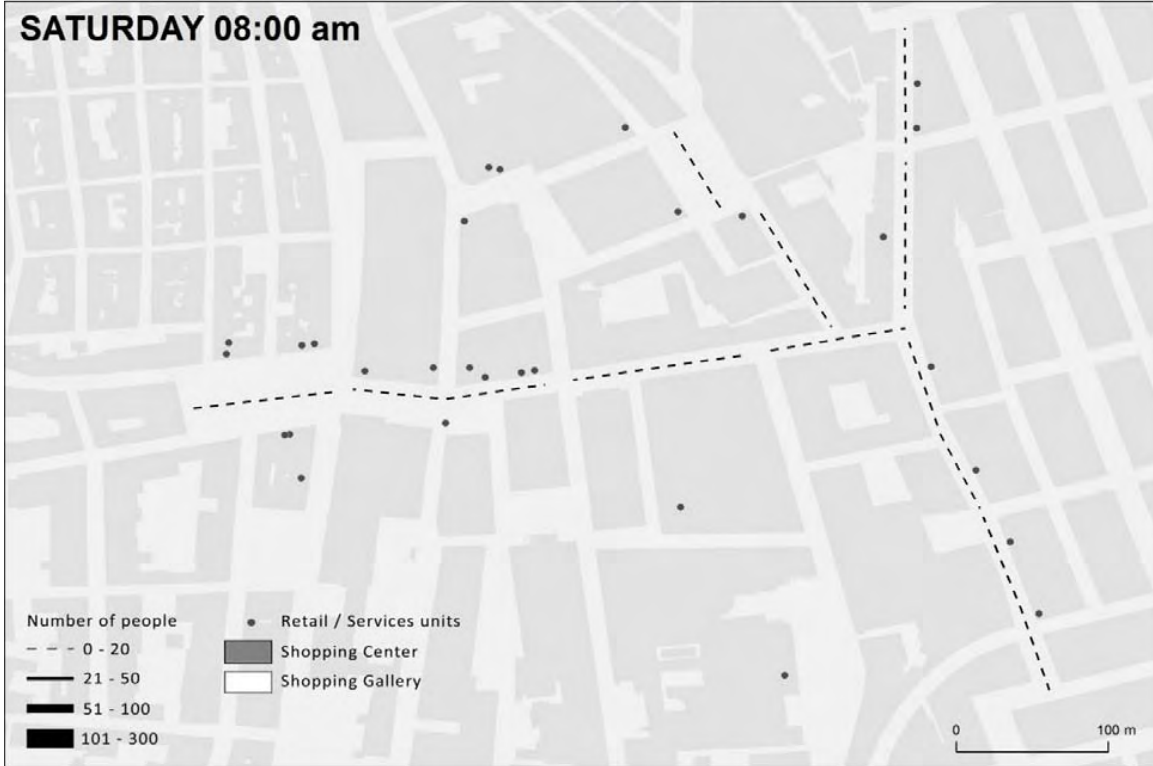 SATURDAY 08:00 am
Number of people
0 - 20
21 - 50
51 - 100
101 - 300
Retail / Services units
Shopping Center
Shopping Gallery
0 100 m